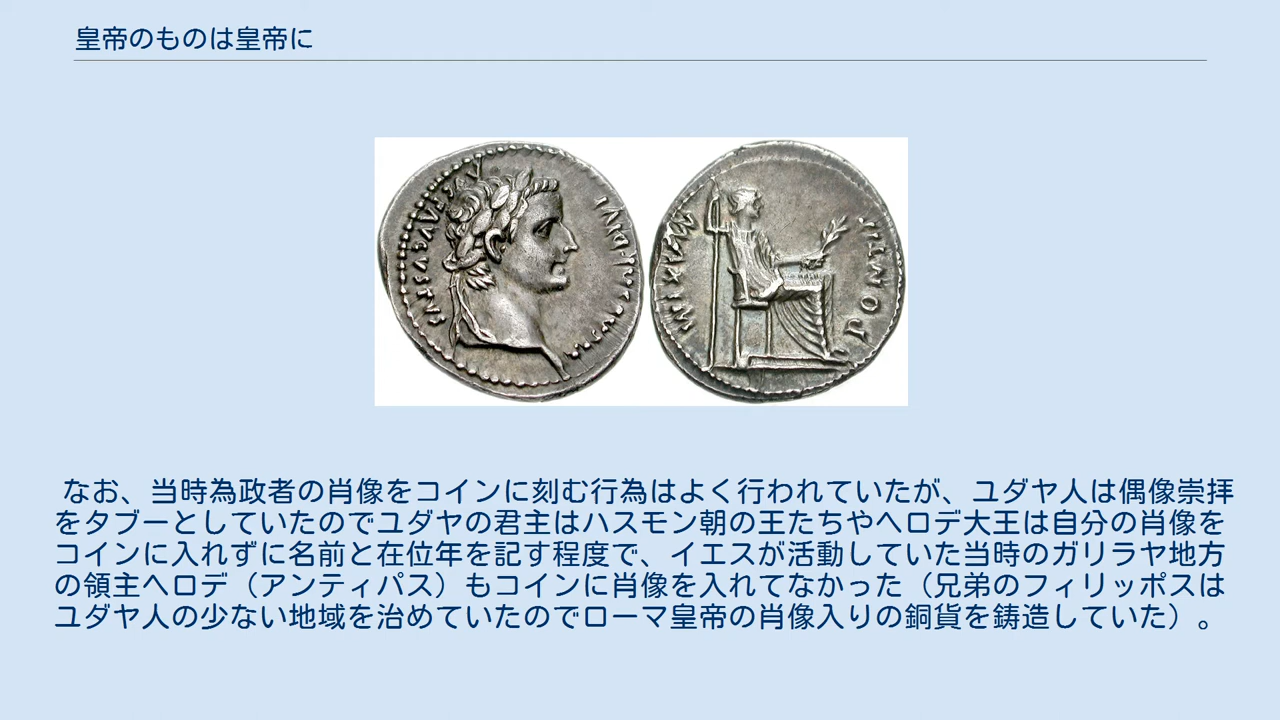 皇帝のものは皇帝に
MAXIM
PONTIF
なお、当時為政者の肖像をコインに刻む行為はよく行われていたが、ユダヤ人は偶像崇拝
をタブーとしていたのでユダヤの君主はハスモン朝の王たちやヘロデ大王は自分の肖像を
コインに入れずに名前と在位年を記す程度で、イエスが活動していた当時のガリラヤ地方
の領主ヘロデ（アンティパス）もコインに肖像を入れてなかった（兄弟のフィリッポスは
ユダヤ人の少ない地域を治めていたのでローマ皇帝の肖像入りの銅貨を鋳造していた）。